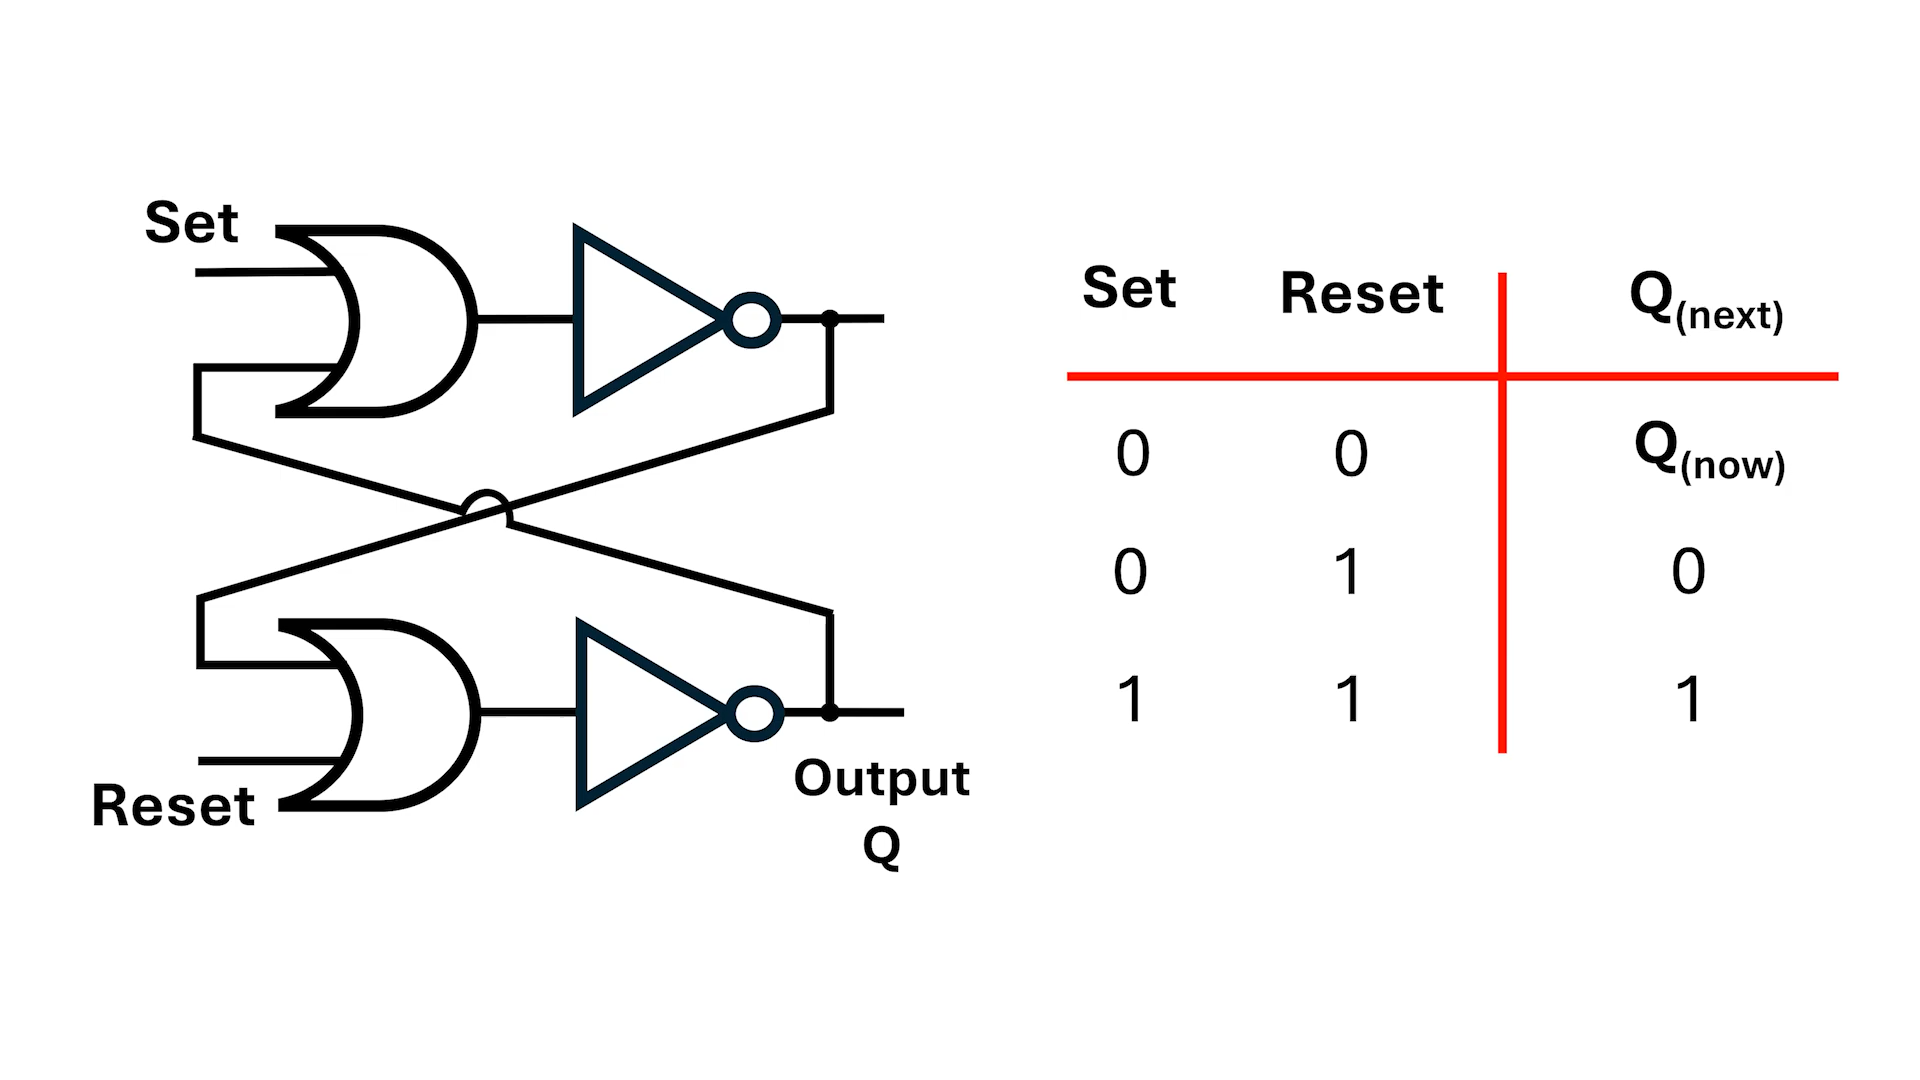 Set
Reset
Output
Q
Set Reset Q(next)
0 0 Q(now)
0 1 0
1 1 1